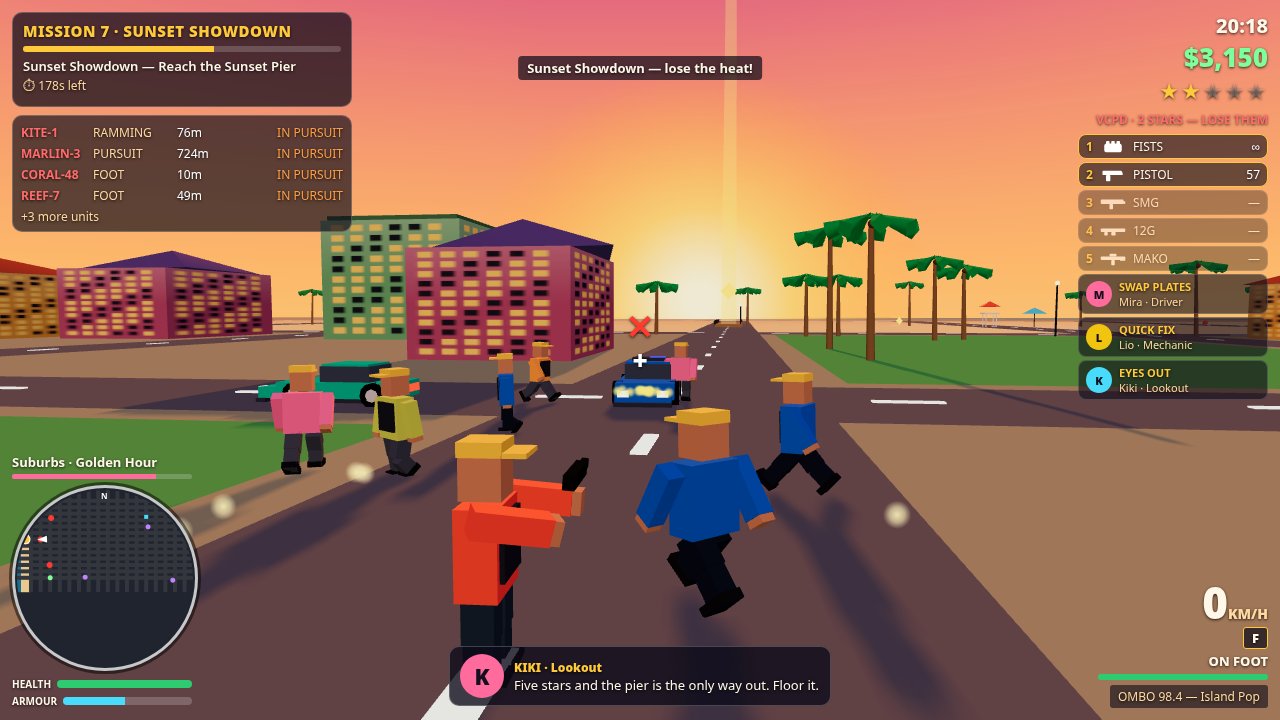 MISSION 7 · SUNSET SHOWDOWN
Sunset Showdown — Reach the Sunset Pier
⏱ 178s left
KITE-1 RAMMING 76m IN PURSUIT
MARLIN-3 PURSUIT 724m IN PURSUIT
CORAL-48 FOOT 10m IN PURSUIT
REEF-7 FOOT 49m IN PURSUIT
+3 more units
Sunset Showdown — lose the heat!
20:18
$3,150
VCPD · 2 STARS — LOSE THEM
1 FISTS ∞
2 PISTOL 57
3 SMG —
4 12G —
5 MAKO —
M SWAP PLATES
Mira · Driver
L QUICK FIX
Lio · Mechanic
K EYES OUT
Kiki · Lookout
Suburbs · Golden Hour
N
HEALTH
ARMOUR
K KIKI · Lookout
Five stars and the pier is the only way out. Floor it.
0 KM/H
F
ON FOOT
OMBO 98.4 — Island Pop